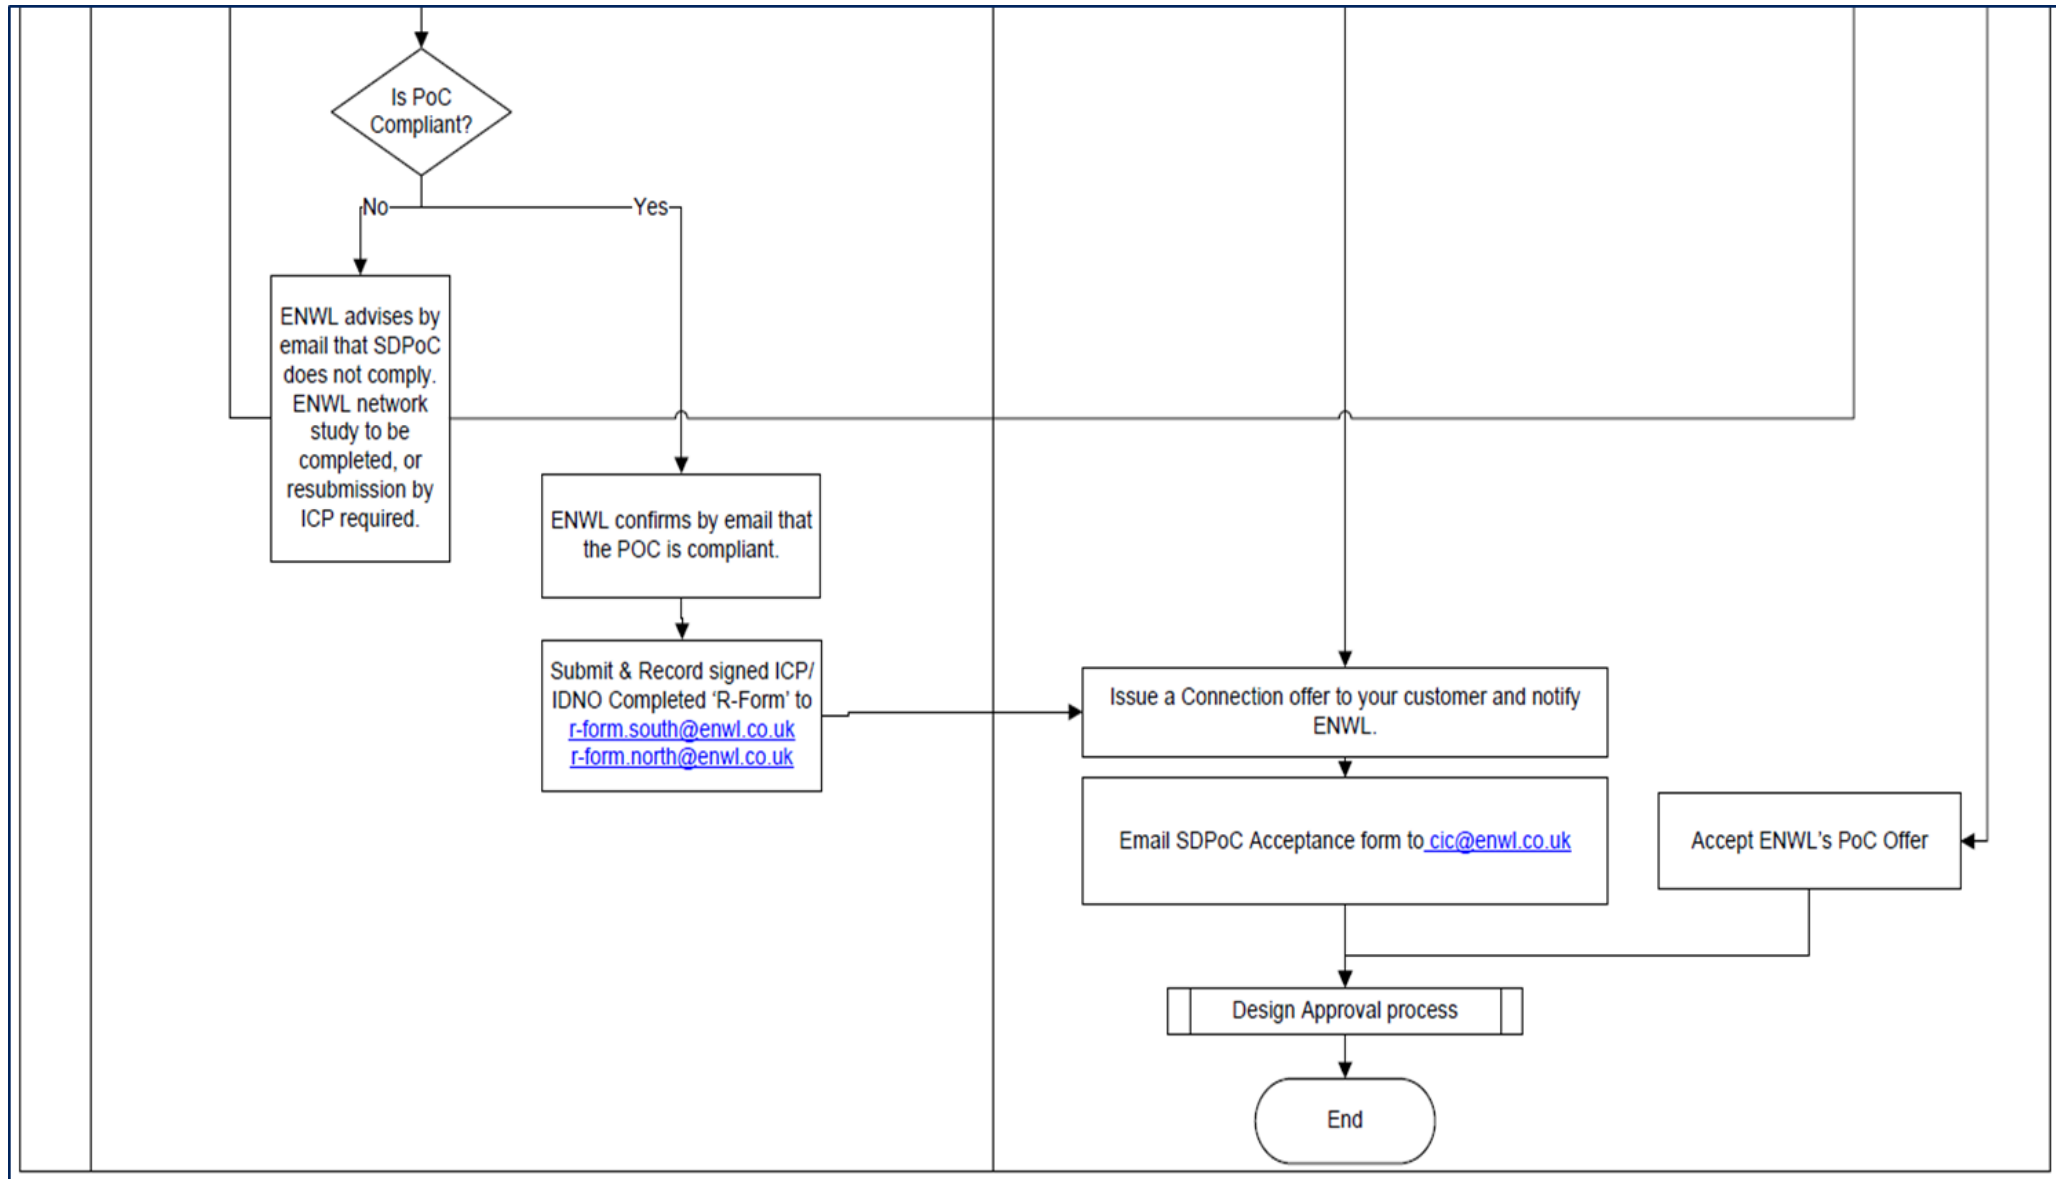 Is PoC
Compliant?
No
Yes
ENWL advises by
email that SDPoC
does not comply.
ENWL network
study to be
completed, or
resubmission by
ICP required.
ENWL confirms by email that
the POC is compliant.
Submit & Record signed ICP/
IDNO Completed ‘R-Form’ to
r-form.south@enwl.co.uk
r-form.north@enwl.co.uk
Issue a Connection offer to your customer and notify
ENWL.
Email SDPoC Acceptance form to cic@enwl.co.uk
Accept ENWL's PoC Offer
Design Approval process
End